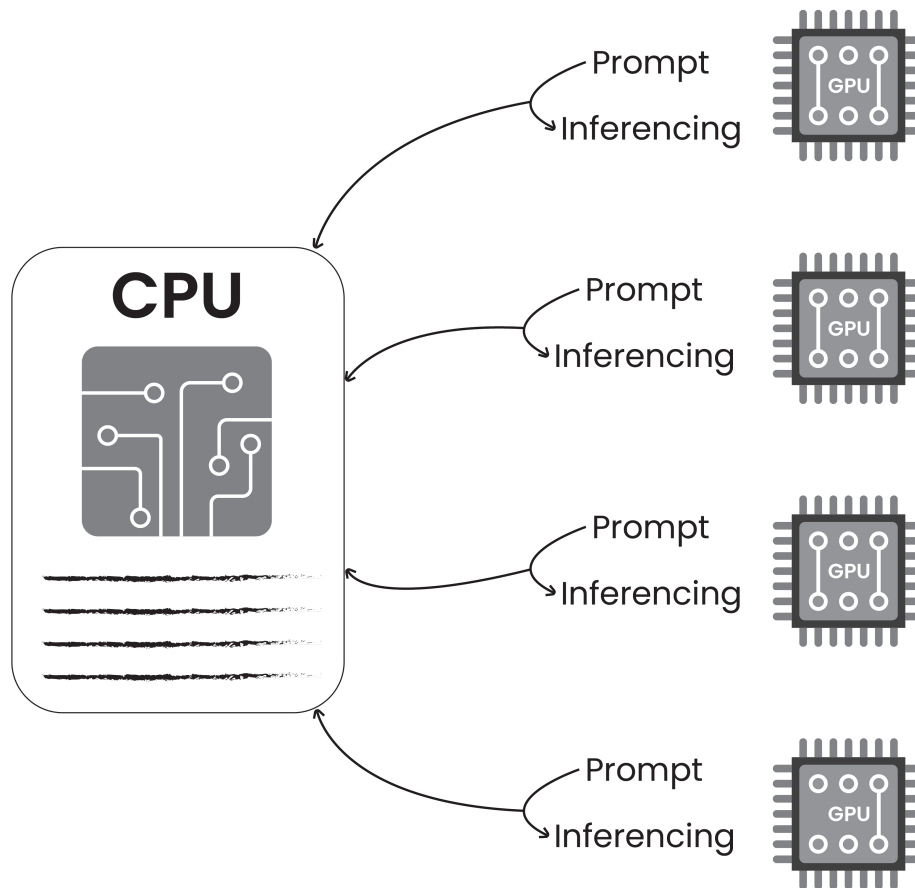 Prompt
GPU
Inferencing
CPU
Prompt
GPU
Inferencing
Prompt
GPU
Inferencing
Prompt
GPU
Inferencing